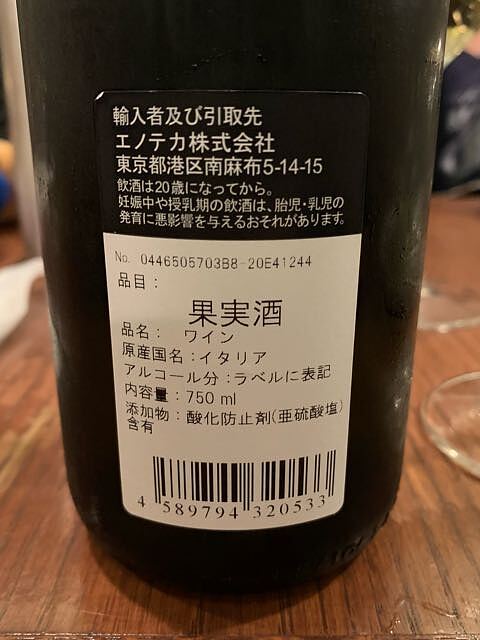 輸入者及び引取先
エノテカ株式会社
東京都港区南麻布5-14-15
飲酒は20歳になってから。
妊娠中や授乳期の飲酒は、胎児・乳児の
発育に悪影響を与えるおそれがあります。
No. 0446505703B8-20E41244
品目：
果実酒
品名： ワイン
原産国名：イタリア
アルコール分：ラベルに表記
内容量：750 ml
添加物：酸化防止剤(亜硫酸塩)
含有
4 589794 320533